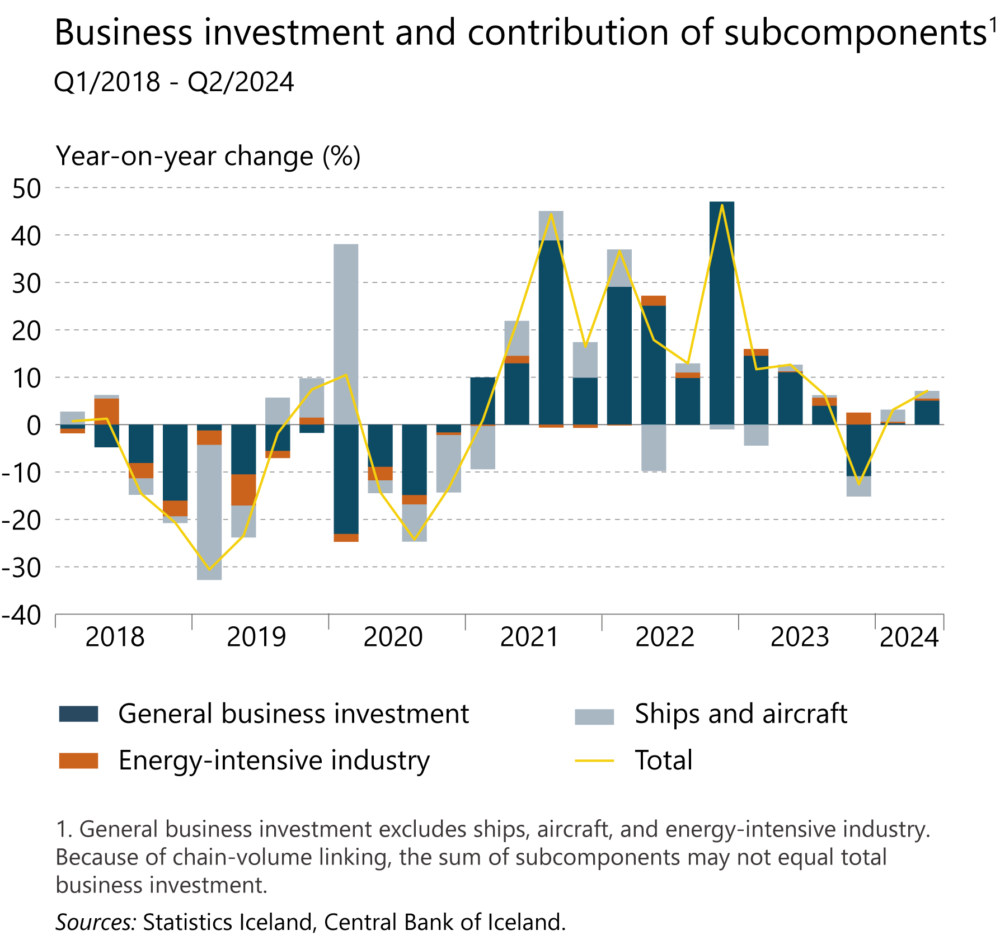 Business investment and contribution of subcomponents¹
Q1/2018 - Q2/2024
Year-on-year change (%)
50
40
30
20
10
0
-10
-20
-30
-40
2018 2019 2020 2021 2022 2023 2024
General business investment
Ships and aircraft
Energy-intensive industry
Total
1. General business investment excludes ships, aircraft, and energy-intensive industry.
Because of chain-volume linking, the sum of subcomponents may not equal total
business investment.
Sources: Statistics Iceland, Central Bank of Iceland.